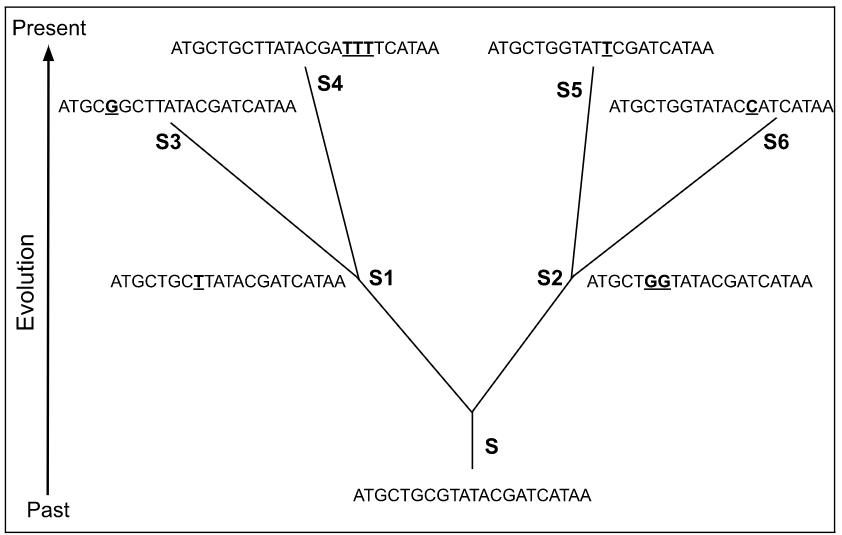 Present
ATGCTGCTTATACGATTTTCATAA
ATGCTGGTATTCGATCATAA
S4
S5
ATGCGGCTTATACGATCATAA
ATGCTGGTATACCATCATAA
S3
S6
Evolution
ATGCTGCTTATACGATCATAA
S1
S2
ATGCTGGTATACGATCATAA
S
ATGCTGCGTATACGATCATAA
Past